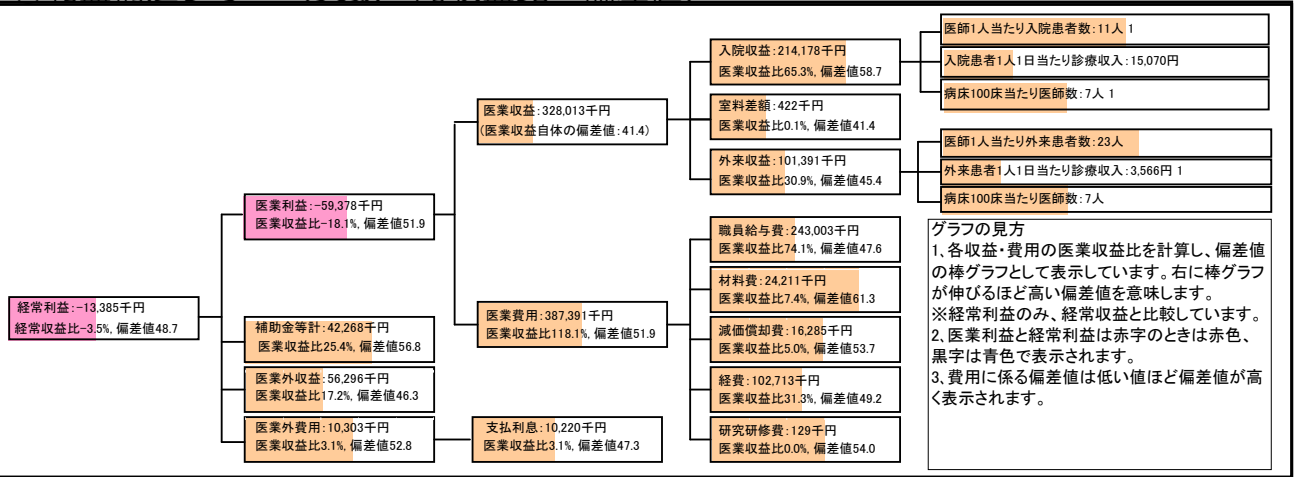 経常利益:-13,385千円
経常収益比-3.5%, 偏差値48.7
医業利益:-59,378千円
医業収益比-18.1%, 偏差値51.9
補助金等計:42,268千円
医業収益比25.4%, 偏差値56.8
医業外収益:56,296千円
医業収益比17.2%, 偏差値46.3
医業外費用:10,303千円
医業収益比3.1%, 偏差値52.8
医業収益:328,013千円
(医業収益自体の偏差値:41.4)
医業費用:387,391千円
医業収益比118.1%, 偏差値51.9
支払利息:10,220千円
医業収益比3.1%, 偏差値47.3
入院収益:214,178千円
医業収益比65.3%, 偏差値58.7
室料差額:422千円
医業収益比0.1%, 偏差値41.4
外来収益:101,391千円
医業収益比30.9%, 偏差値45.4
職員給与費:243,003千円
医業収益比74.1%, 偏差値47.6
材料費:24,211千円
医業収益比7.4%, 偏差値61.3
減価償却費:16,285千円
医業収益比5.0%, 偏差値53.7
経費:102,713千円
医業収益比31.3%, 偏差値49.2
研究研修費:129千円
医業収益比0.0%, 偏差値54.0
医師1人当たり入院患者数:11人 1
入院患者1人1日当たり診療収入:15,070円
病床100床当たり医師数:7人 1
医師1人当たり外来患者数:23人
外来患者1人1日当たり診療収入:3,566円 1
病床100床当たり医師数:7人
グラフの見方
1、各収益・費用の医業収益比を計算し、偏差値
の棒グラフとして表示しています。右に棒グラフ
が伸びるほど高い偏差値を意味します。
※経常利益のみ、経常収益と比較しています。
2、医業利益と経常利益は赤字のときは赤色、
黒字は青色で表示されます。
3、費用に係る偏差値は低い値ほど偏差値が高
く表示されます。